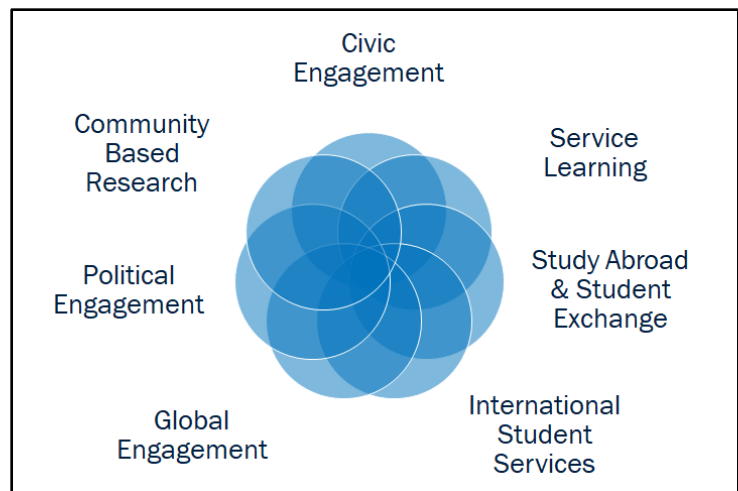 Civic
Engagement
Service
Learning
Study Abroad
& Student
Exchange
International
Student
Services
Global
Engagement
Political
Engagement
Community
Based
Research